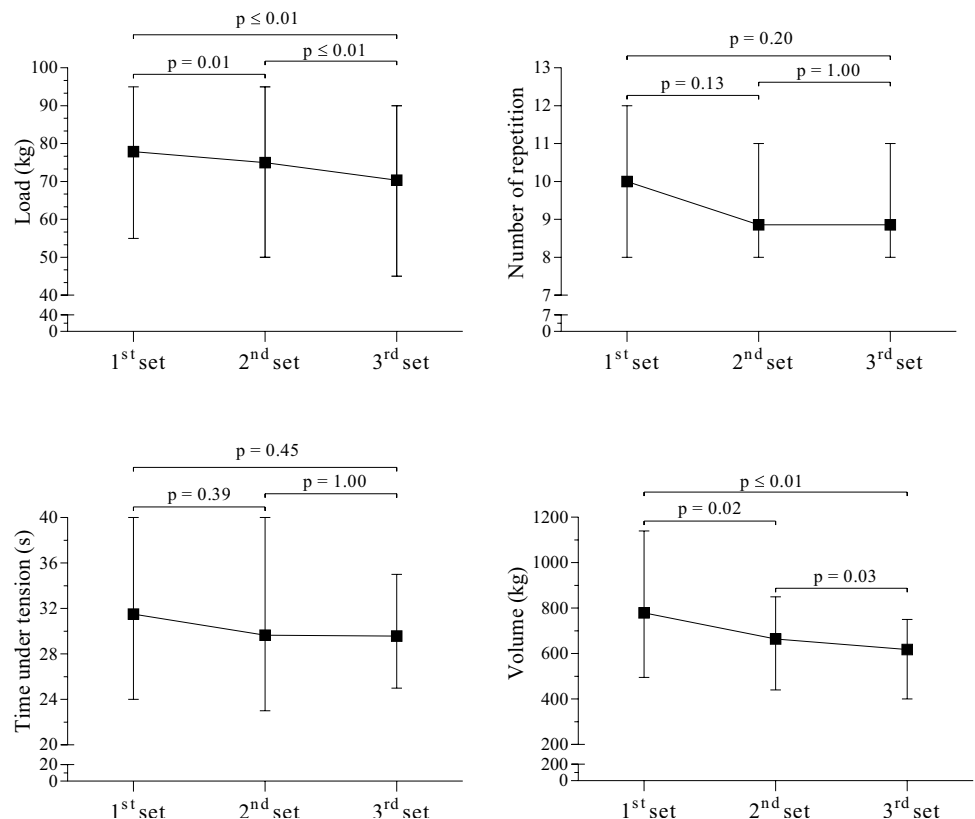 p ≤ 0.01
p = 0.01
p ≤ 0.01
Load (kg)
100
90
80
70
60
50
40
40
0
1st set
2nd set
3rd set
p = 0.20
p = 0.13
p = 1.00
Number of repetition
13
12
11
10
9
8
7
7
0
1st set
2nd set
3rd set
p = 0.45
p = 0.39
p = 1.00
Time under tension (s)
40
36
32
28
24
20
20
0
1st set
2nd set
3rd set
p ≤ 0.01
p = 0.02
p = 0.03
Volume (kg)
1200
1000
800
600
400
200
200
0
1st set
2nd set
3rd set